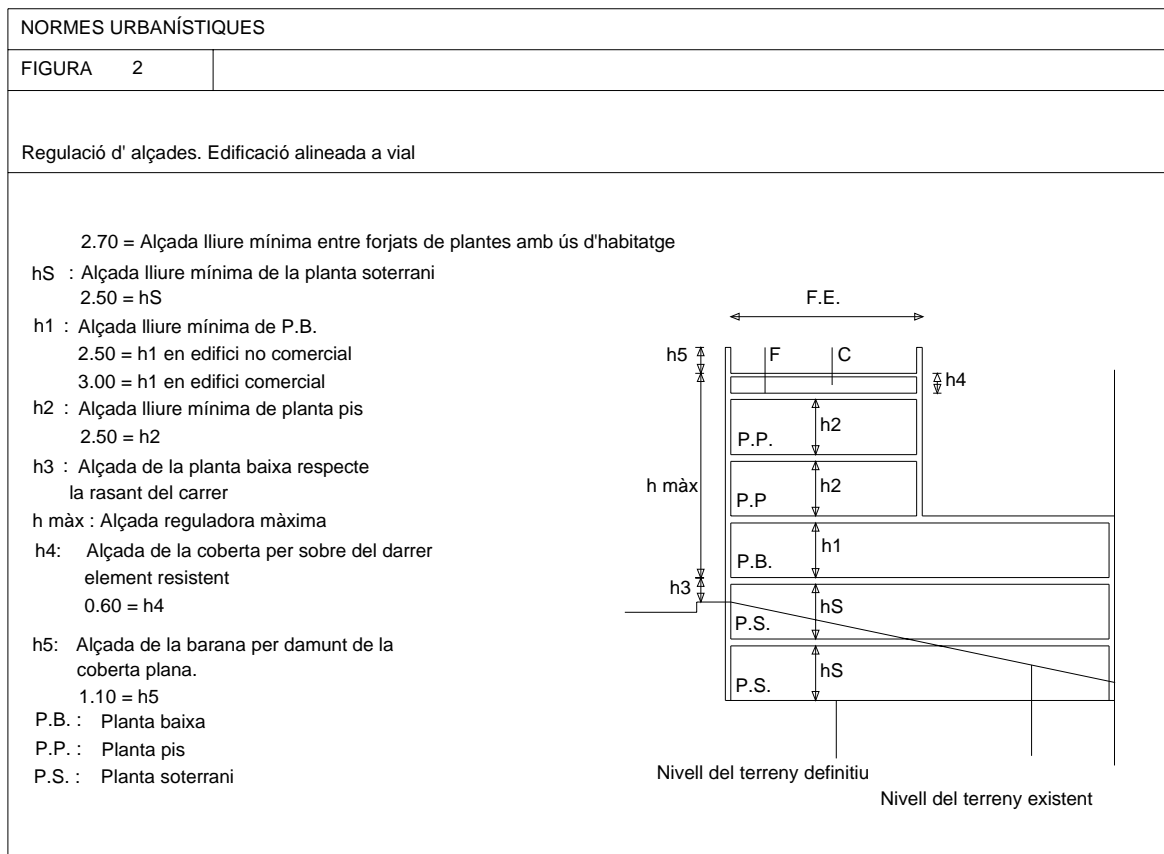 NORMES URBANÍSTIQUES
FIGURA 2
Regulació d' alçades. Edificació alineada a vial
2.70 = Alçada lliure mínima entre forjats de plantes amb ús d'habitatge
hS : Alçada lliure mínima de la planta soterrani
2.50 = hS
h1 : Alçada lliure mínima de P.B.
2.50 = h1 en edifici no comercial
3.00 = h1 en edifici comercial
h2 : Alçada lliure mínima de planta pis
2.50 = h2
h3 : Alçada de la planta baixa respecte
la rasant del carrer
h màx : Alçada reguladora màxima
h4: Alçada de la coberta per sobre del darrer
element resistent
0.60 = h4
h5: Alçada de la barana per damunt de la
coberta plana.
1.10 = h5
P.B. : Planta baixa
P.P. : Planta pis
P.S. : Planta soterrani
F.E.
h5
F
C
h4
P.P.
h2
h màx
P.P
h2
P.B.
h1
h3
P.S.
hS
P.S.
hS
Nivell del terreny definitiu
Nivell del terreny existent